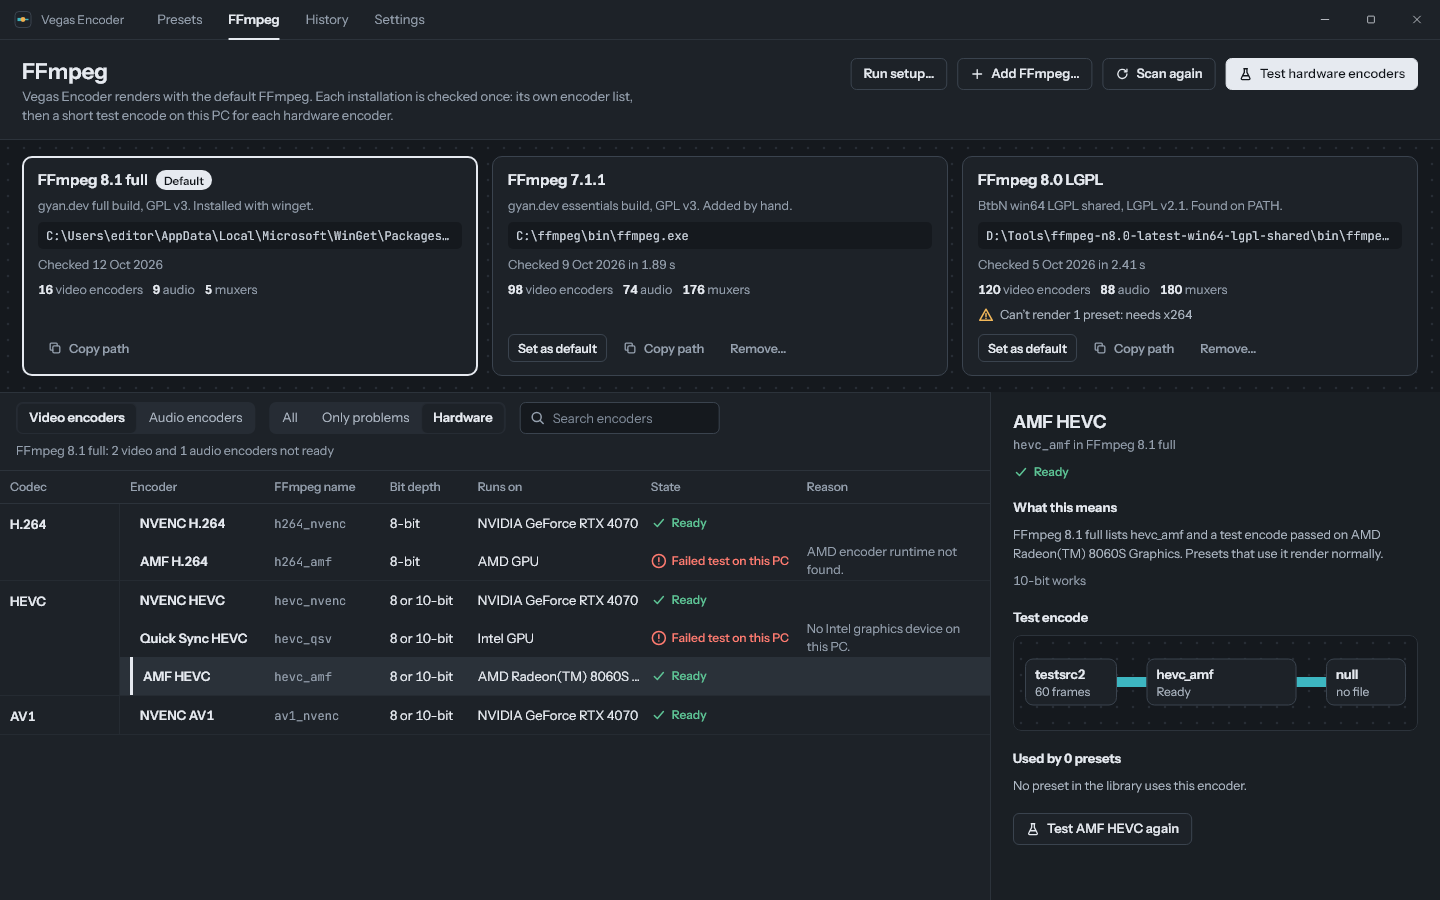 Vegas Encoder Presets FFmpeg History Settings
FFmpeg
Vegas Encoder renders with the default FFmpeg. Each installation is checked once: its own encoder list,
then a short test encode on this PC for each hardware encoder.
Run setup... Add FFmpeg... Scan again Test hardware encoders
FFmpeg 8.1 full Default
gyan.dev full build, GPL v3. Installed with winget.
C:\Users\editor\AppData\Local\Microsoft\WinGet\Packages…
Checked 12 Oct 2026
16 video encoders 9 audio 5 muxers
Copy path
FFmpeg 7.1.1
gyan.dev essentials build, GPL v3. Added by hand.
C:\ffmpeg\bin\ffmpeg.exe
Checked 9 Oct 2026 in 1.89 s
98 video encoders 74 audio 176 muxers
Set as default Copy path Remove...
FFmpeg 8.0 LGPL
BtbN win64 LGPL shared, LGPL v2.1. Found on PATH.
D:\Tools\ffmpeg-n8.0-latest-win64-lgpl-shared\bin\ffmpe…
Checked 5 Oct 2026 in 2.41 s
120 video encoders 88 audio 180 muxers
Can't render 1 preset: needs x264
Set as default Copy path Remove...
Video encoders Audio encoders All Only problems Hardware Search encoders
FFmpeg 8.1 full: 2 video and 1 audio encoders not ready
Codec Encoder FFmpeg name Bit depth Runs on State Reason
H.264 NVENC H.264 h264_nvenc 8-bit NVIDIA GeForce RTX 4070 Ready
AMF H.264 h264_amf 8-bit AMD GPU Failed test on this PC AMD encoder runtime not
found.
HEVC NVENC HEVC hevc_nvenc 8 or 10-bit NVIDIA GeForce RTX 4070 Ready
Quick Sync HEVC hevc_qsv 8 or 10-bit Intel GPU Failed test on this PC No Intel graphics device on
this PC.
AMF HEVC hevc_amf 8 or 10-bit AMD Radeon(TM) 8060S ... Ready
AV1 NVENC AV1 av1_nvenc 8 or 10-bit NVIDIA GeForce RTX 4070 Ready
AMF HEVC
hevc_amf in FFmpeg 8.1 full
Ready
What this means
FFmpeg 8.1 full lists hevc_amf and a test encode passed on AMD
Radeon(TM) 8060S Graphics. Presets that use it render normally.
10-bit works
Test encode
testsrc2 hevc_amf null
60 frames Ready no file
Used by 0 presets
No preset in the library uses this encoder.
Test AMF HEVC again